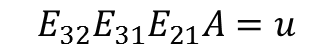 E₃₂E₃₁E₂₁A = u